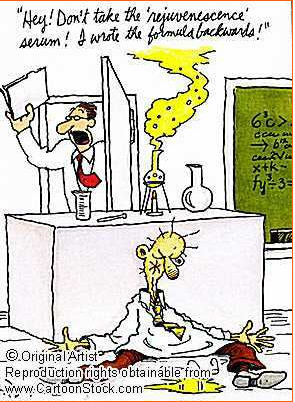 "Hey! Don't take the 'rejuvenescence'
serum! I wrote the formula backwards!"
x+k-
© Original Artist
Reproduction rights obtainable from
www.CartoonStock.com